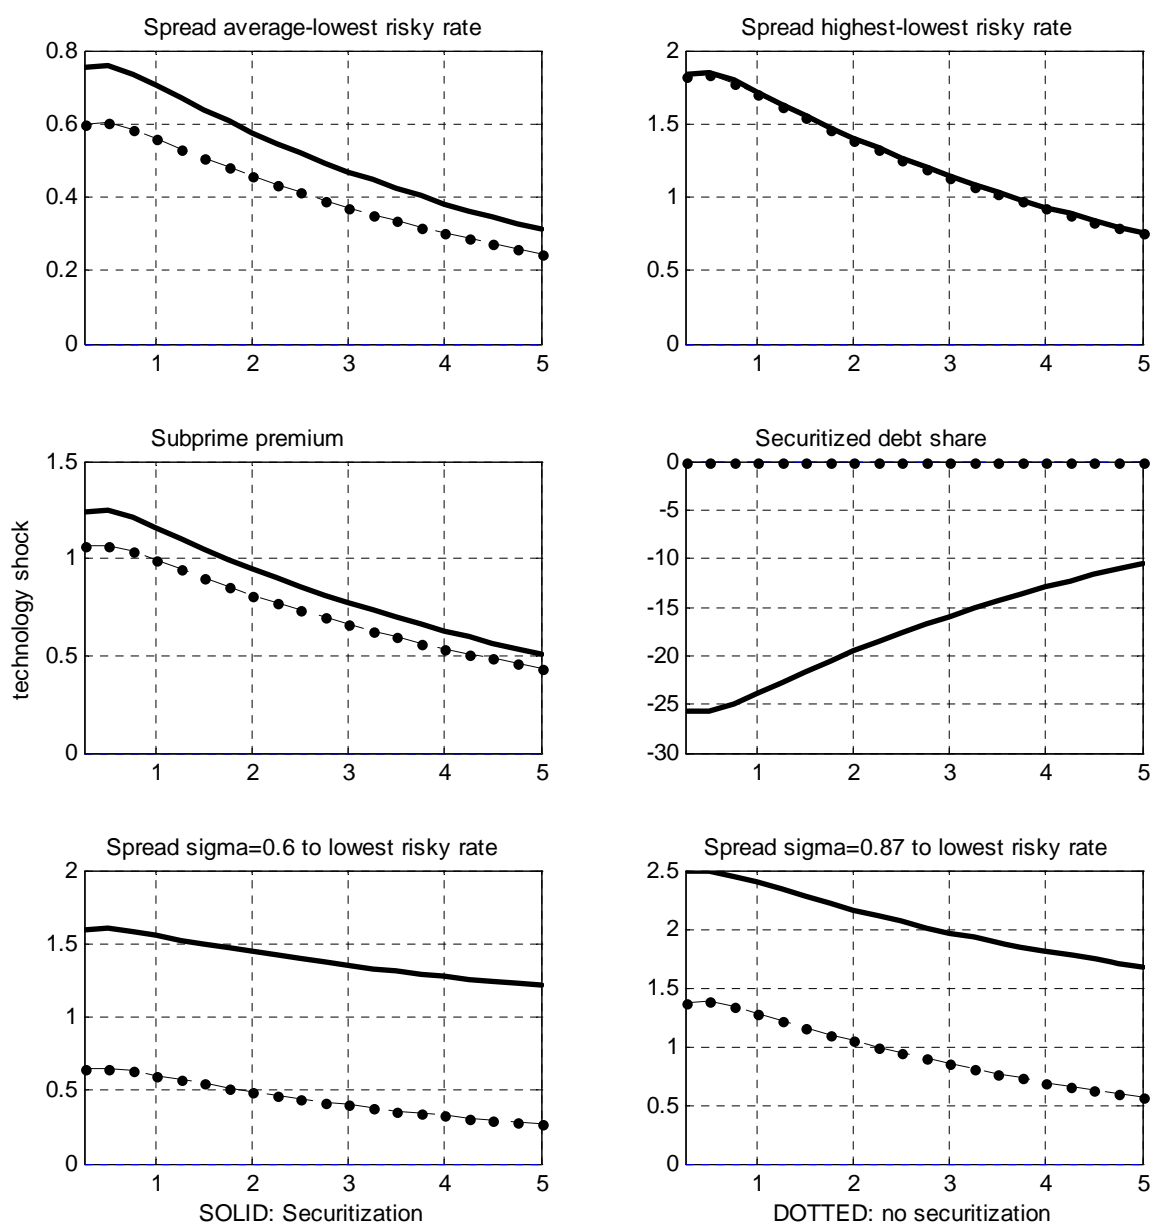 Spread average-lowest risky rate
0.8
0.6
0.4
0.2
0
1 2 3 4 5
Spread highest-lowest risky rate
2
1.5
1
0.5
0
1 2 3 4 5
Subprime premium
technology shock
1.5
1
0.5
0
1 2 3 4 5
Securitized debt share
0
-5
-10
-15
-20
-25
-30
1 2 3 4 5
Spread sigma=0.6 to lowest risky rate
2
1.5
1
0.5
0
1 2 3 4 5
SOLID: Securitization
Spread sigma=0.87 to lowest risky rate
2.5
2
1.5
1
0.5
0
1 2 3 4 5
DOTTED: no securitization